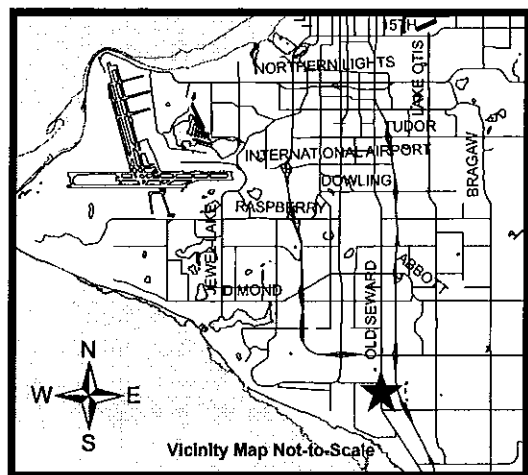 15TH
NORTHERN LIGHTS
LAKE OTIS
TUDOR
INTERNATIONAL AIRPORT
BRAGAW
DOWLING
RASPBERRY
JEWEL LAKE
C
ABBOTT
DIMOND
OLD SEWARD
N
W E
S
Vicinity Map Not-to-Scale